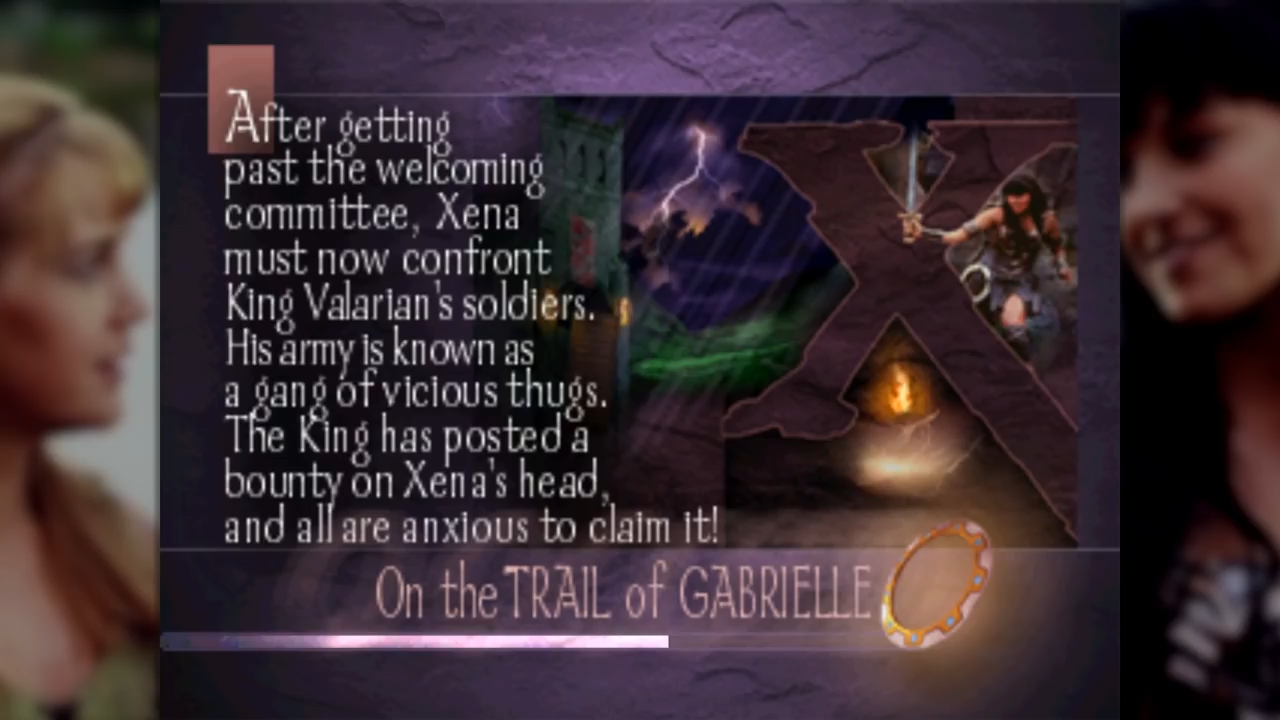 After getting
past the welcoming
committee, Xena
must now confront
King Valarian's soldiers.
His army is known as
a gang of vicious thugs.
The King has posted a
bounty on Xena's head,
and all are anxious to claim it!
On the TRAIL of GABRIELLE